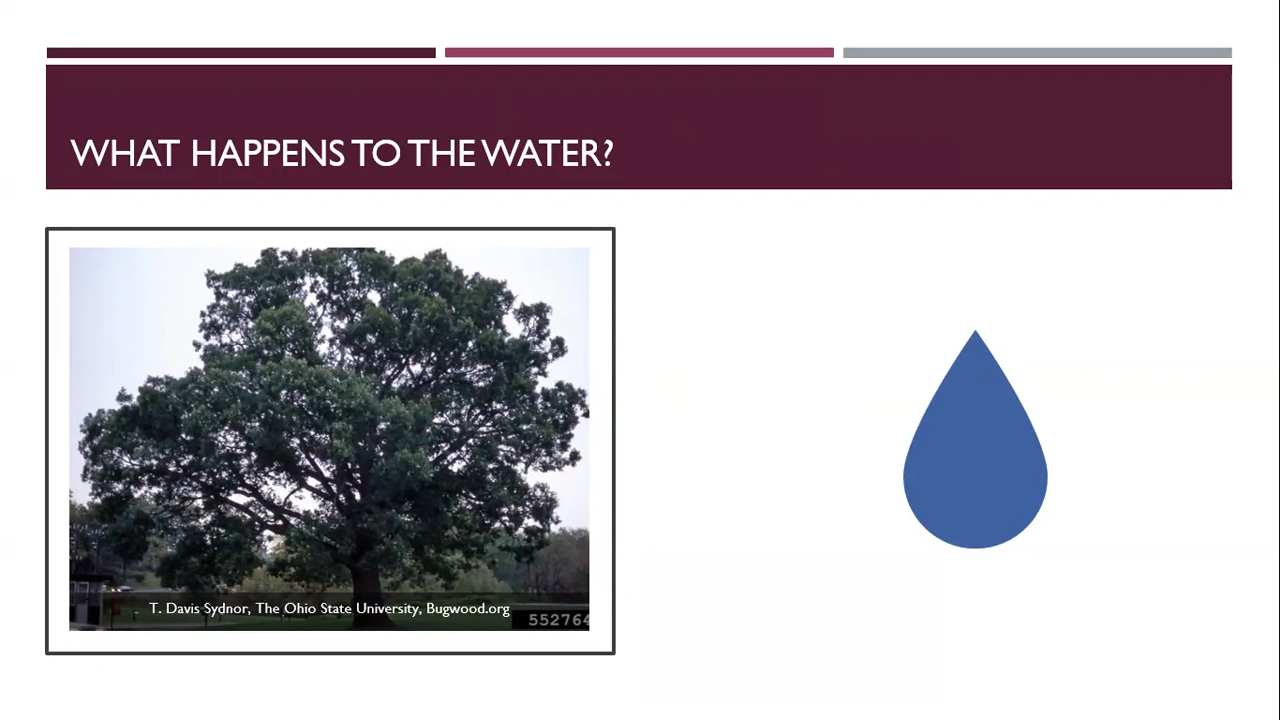 WHAT HAPPENS TO THE WATER?
T. Davis Sydnor, The Ohio State University, Bugwood.org
552764